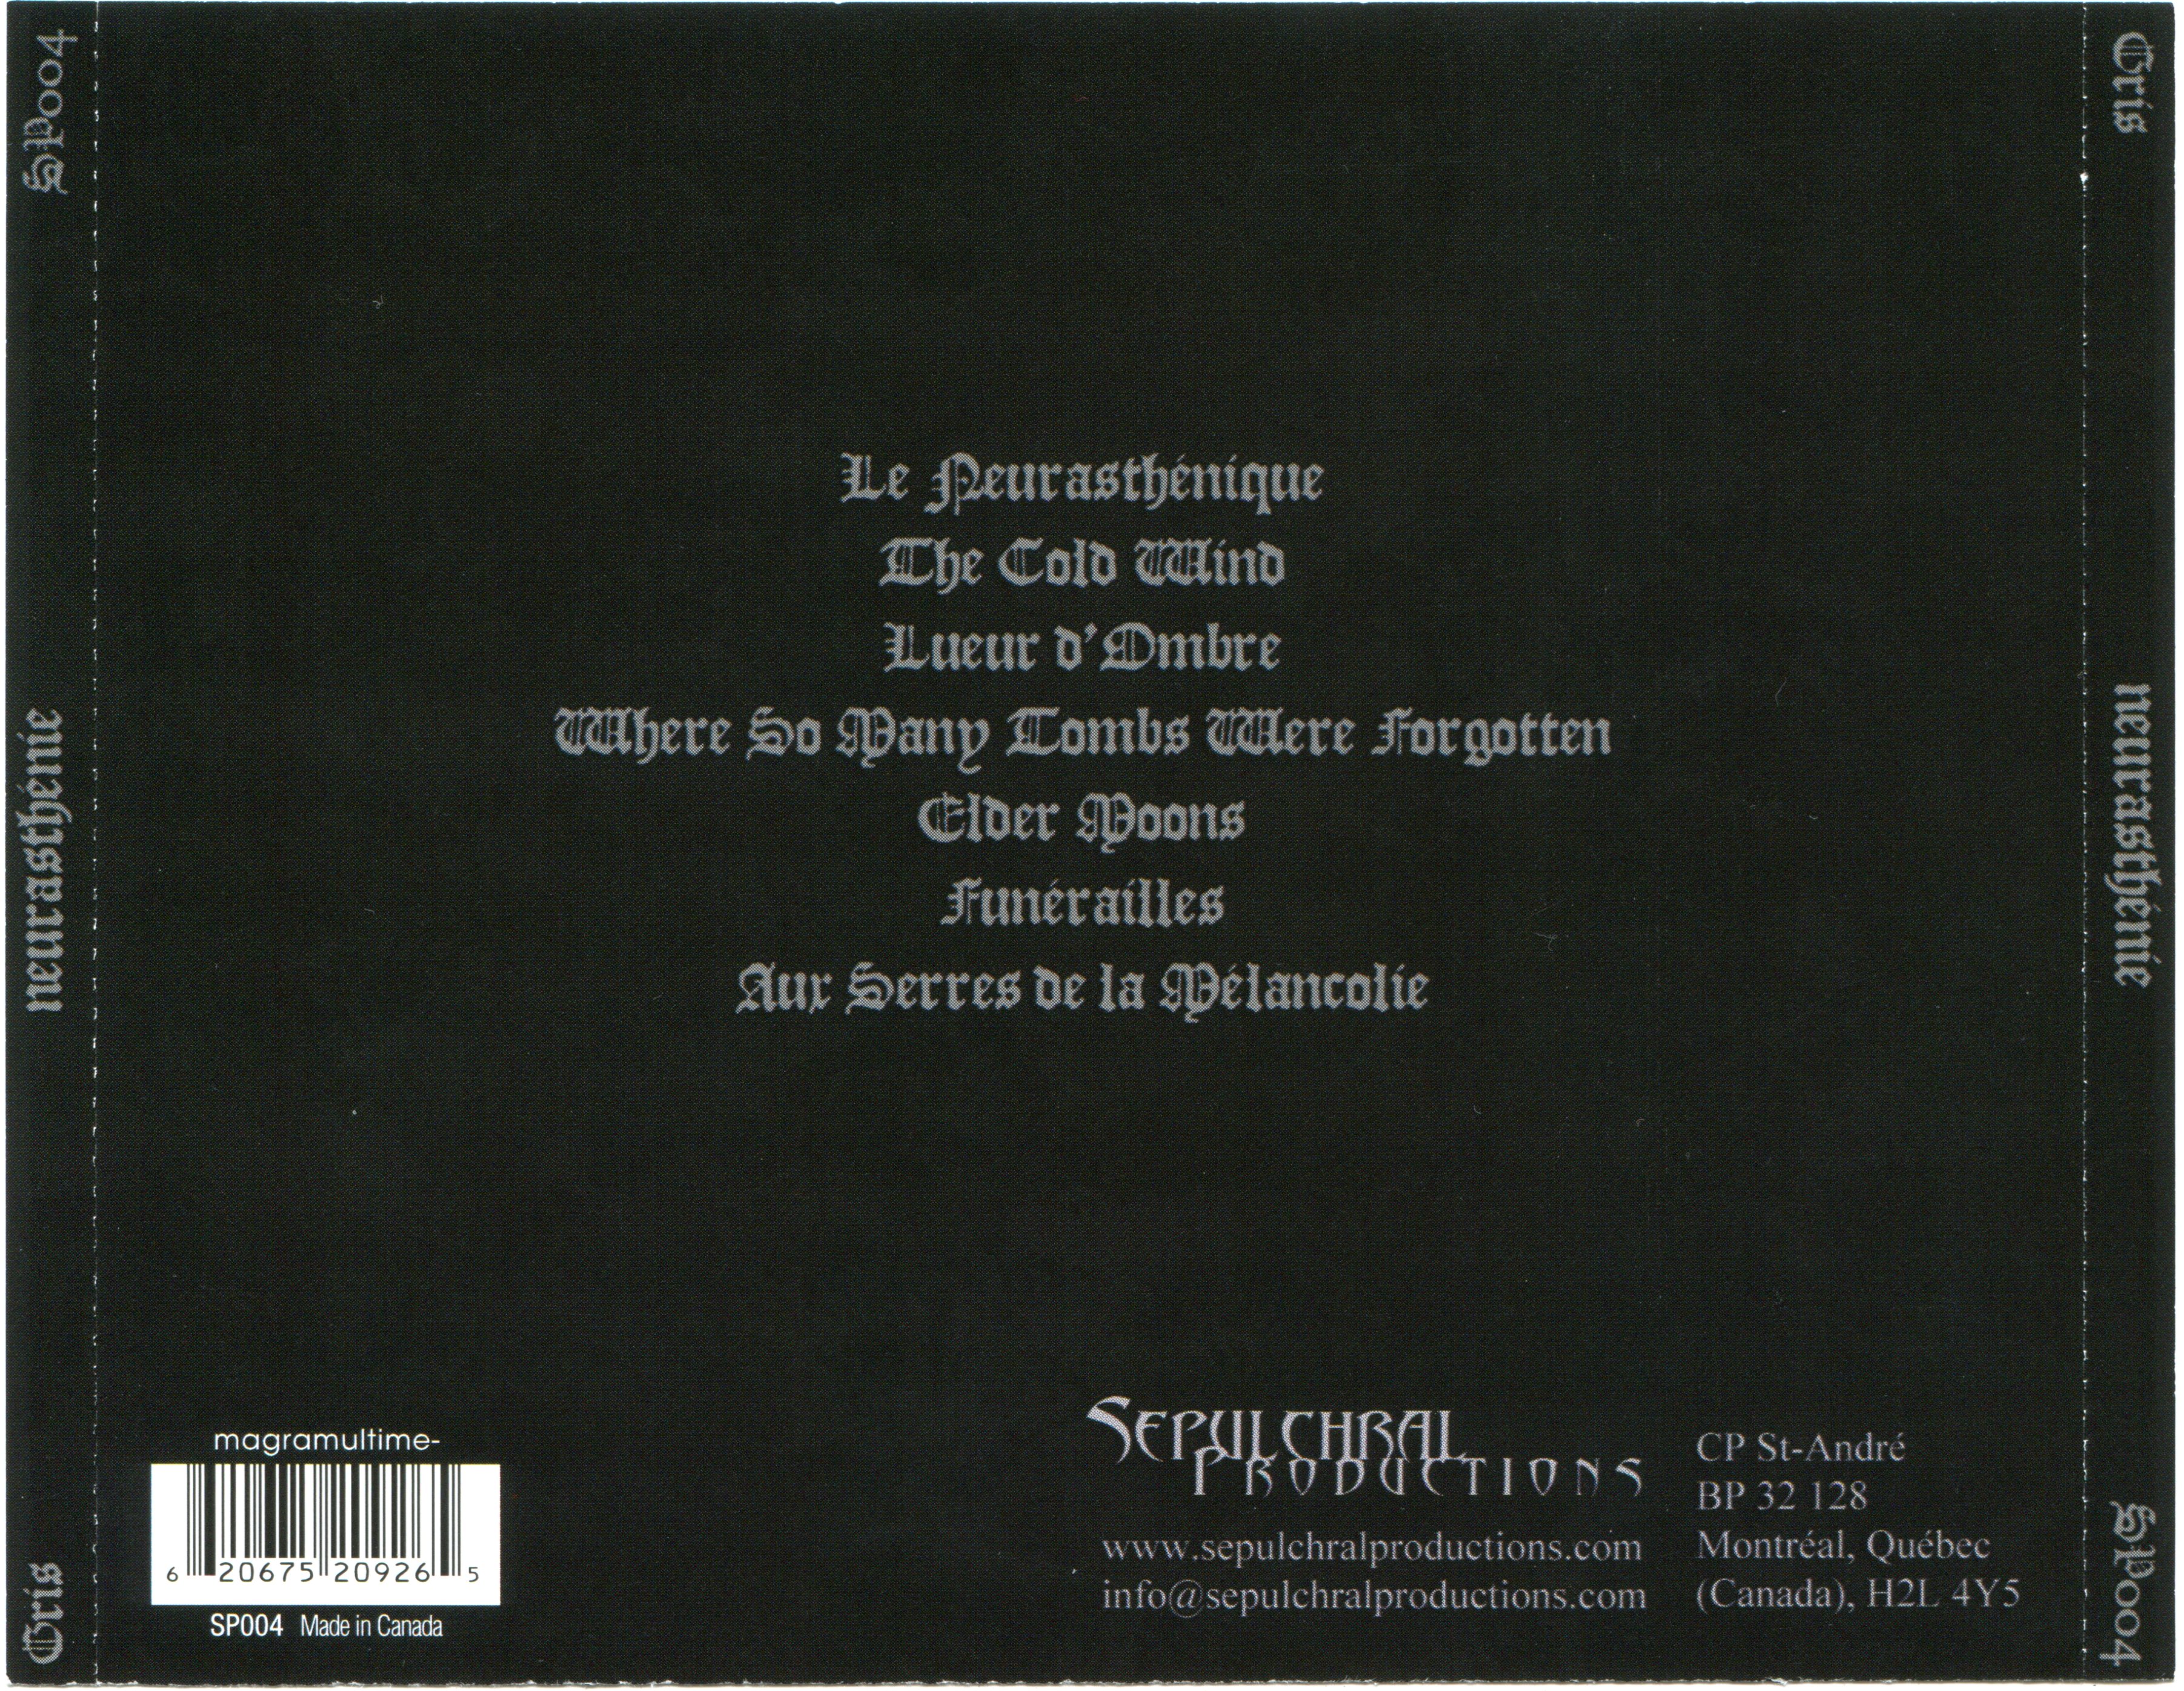 SP004
neurasthénie
Gris
Le Neurasthénique
The Cold Wind
Lueur d'Ombre
Where So Many Tombs Were Forgotten
Elder Moons
Funérailles
Aux Serres de la Mélancolie
magramultime-
6 20675 20926 5
SP004 Made in Canada
SEPULCHRAL
PRODUCTIONS
www.sepulchralproductions.com
info@sepulchralproductions.com
CP St-André
BP 32 128
Montréal, Québec
(Canada), H2L 4Y5
Gris
neurasthénie
SP004